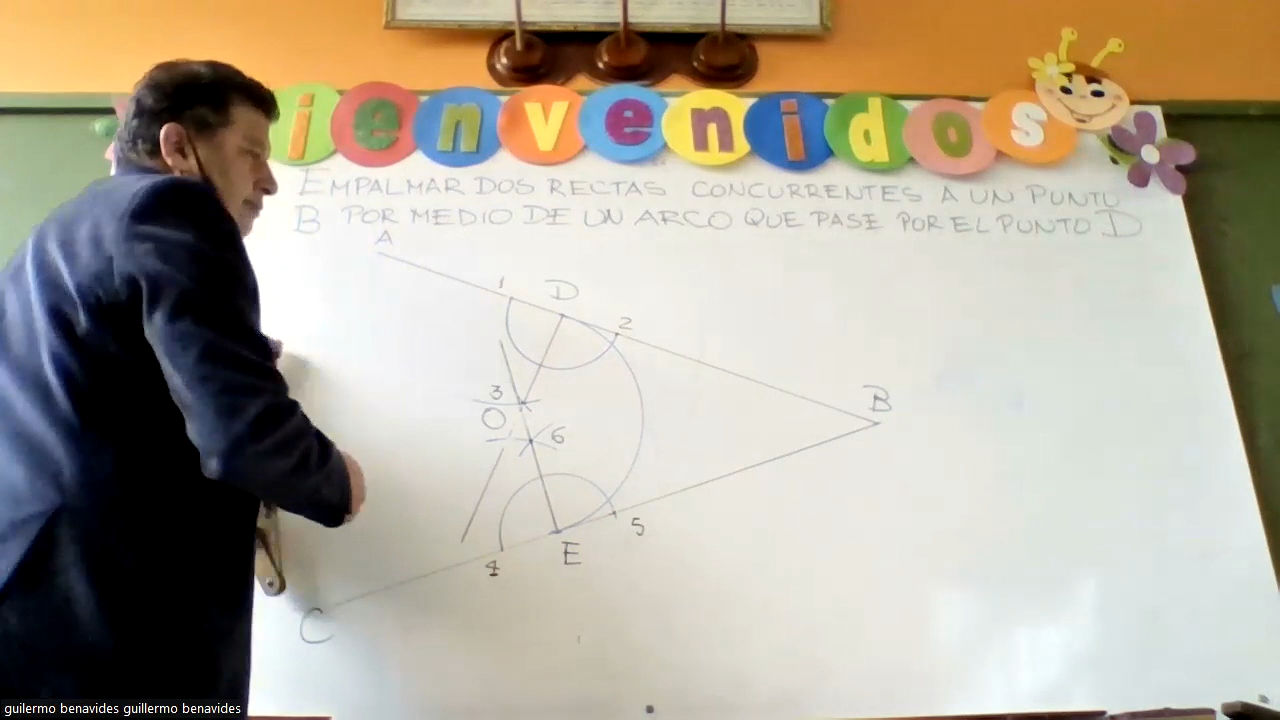 ienvenidos
EMPALMAR DOS RECTAS CONCURRENTES A UN PUNTO
B POR MEDIO DE UN ARCO QUE PASE POR EL PUNTO D
A
1
D
2
3
B
O
6
5
E
4
C
guillermo benavides guillermo benavides